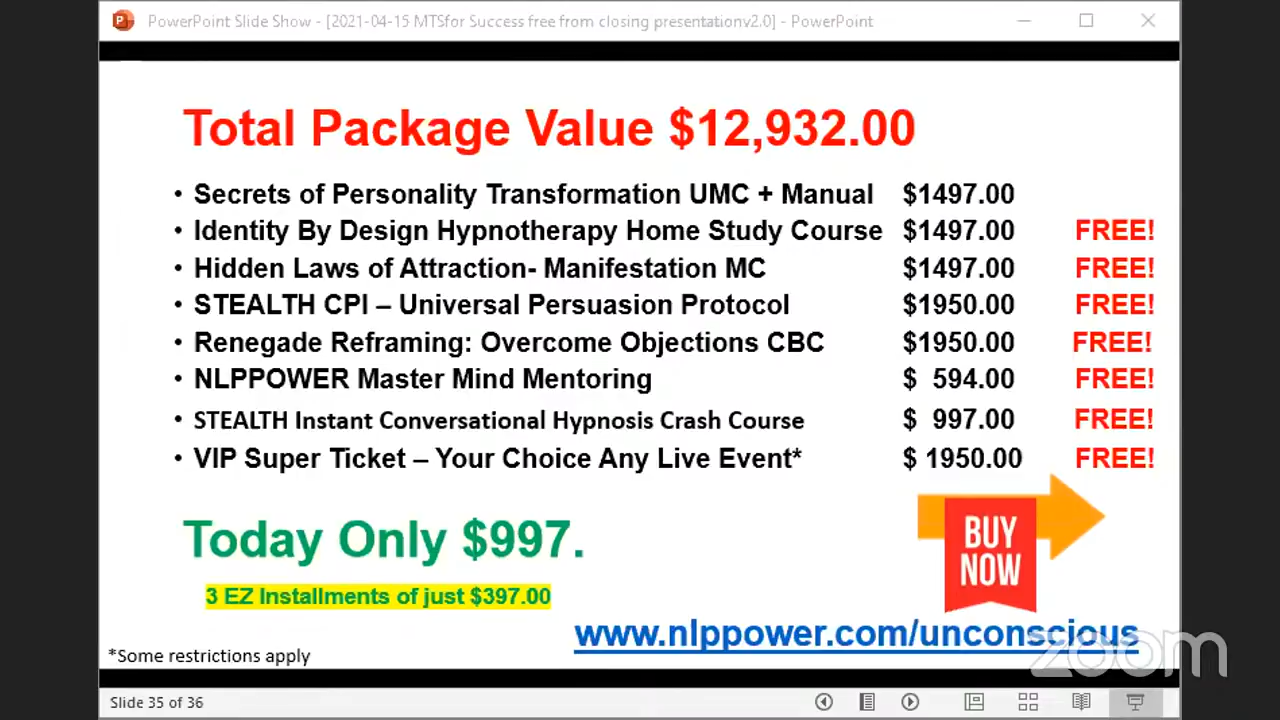 PowerPoint Slide Show - [2021-04-15 MTSfor Success free from closing presentationv2.0] - PowerPoint
Total Package Value $12,932.00
• Secrets of Personality Transformation UMC + Manual $1497.00
• Identity By Design Hypnotherapy Home Study Course $1497.00 FREE!
• Hidden Laws of Attraction- Manifestation MC $1497.00 FREE!
• STEALTH CPI – Universal Persuasion Protocol $1950.00 FREE!
• Renegade Reframing: Overcome Objections CBC $1950.00 FREE!
• NLPPOWER Master Mind Mentoring $ 594.00 FREE!
• STEALTH Instant Conversational Hypnosis Crash Course $ 997.00 FREE!
• VIP Super Ticket – Your Choice Any Live Event* $ 1950.00 FREE!
Today Only $997.
BUY
NOW
3 EZ Installments of just $397.00
www.nlppower.com/unconscious
zoom
*Some restrictions apply
Slide 35 of 36